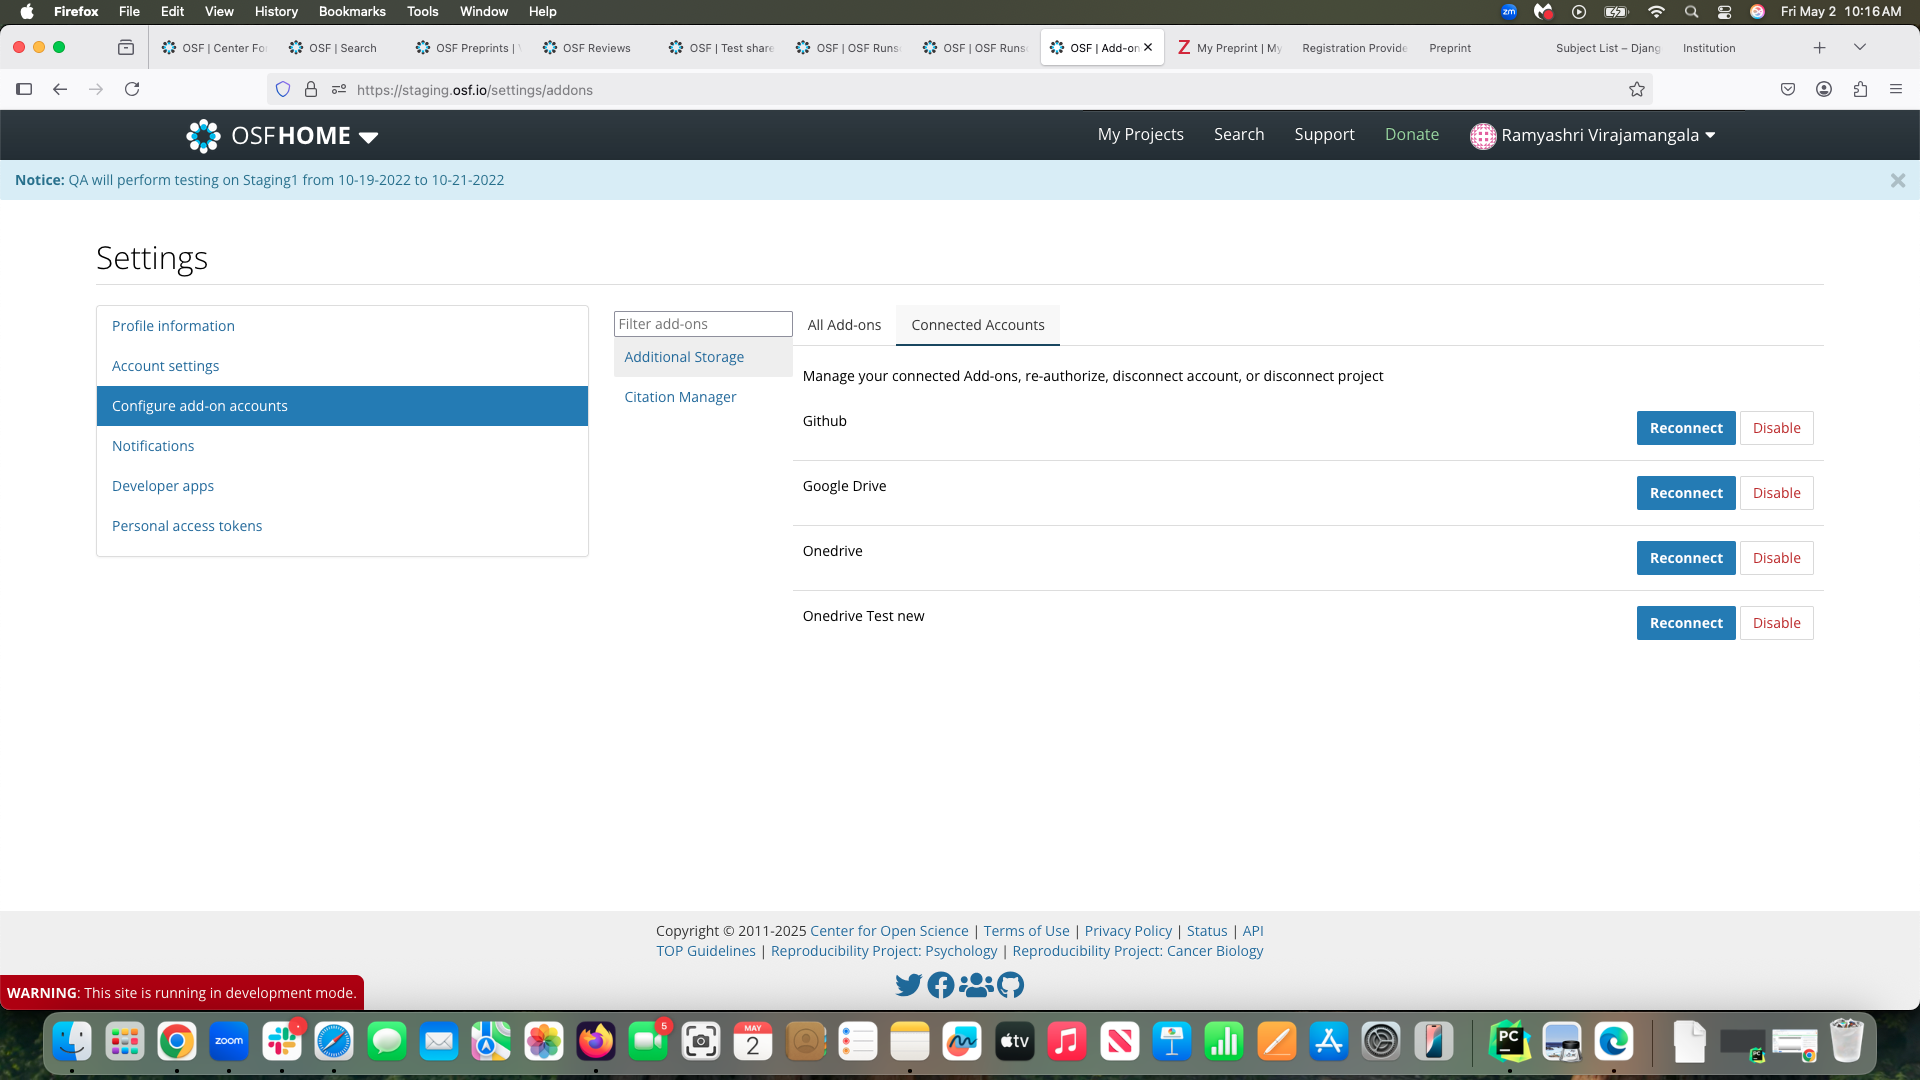 Firefox File Edit View History Bookmarks Tools Window Help zm Fri May 2 10:16 AM
OSF | Center Fo OSF | Search OSF Preprints | OSF Reviews OSF | Test share OSF | OSF Runs OSF | OSF Runs OSF | Add-on My Preprint | My Registration Provide Preprint Subject List – Djang Institution
https://staging.osf.io/settings/addons
OSFHOME My Projects Search Support Donate Ramyashri Virajamangala
Notice: QA will perform testing on Staging1 from 10-19-2022 to 10-21-2022
Settings
Profile information
Account settings
Configure add-on accounts
Notifications
Developer apps
Personal access tokens
Filter add-ons
Additional Storage
Citation Manager
All Add-ons Connected Accounts
Manage your connected Add-ons, re-authorize, disconnect account, or disconnect project
Github Reconnect Disable
Google Drive Reconnect Disable
Onedrive Reconnect Disable
Onedrive Test new Reconnect Disable
Copyright © 2011-2025 Center for Open Science | Terms of Use | Privacy Policy | Status | API
TOP Guidelines | Reproducibility Project: Psychology | Reproducibility Project: Cancer Biology
WARNING: This site is running in development mode.
zoom 5 MAY 2 tv PC